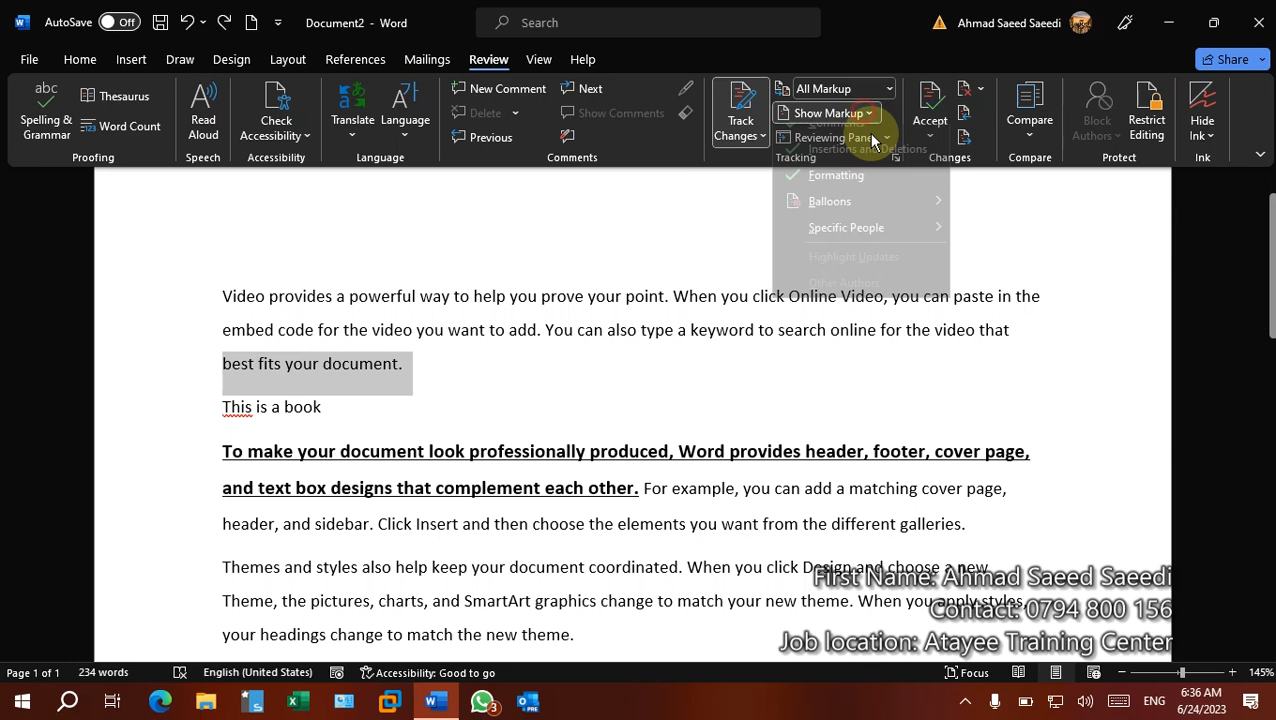 AutoSave Off Document2 - Word Search Ahmad Saeed Saeedi
File Home Insert Draw Design Layout References Mailings Review View Help Share
Spelling & Grammar
Thesaurus
Word Count
Proofing
Read Aloud
Speech
Check Accessibility
Accessibility
Translate
Language
Language
New Comment
Delete
Previous
Next
Show Comments
Comments
Track Changes
All Markup
Show Markup
Reviewing Pane
Tracking
Accept
Changes
Compare
Compare
Block Authors
Restrict Editing
Protect
Hide Ink
Ink
Comments
Insertions and Deletions
Formatting
Balloons
Specific People
Highlight Updates
Other Authors
Video provides a powerful way to help you prove your point. When you click Online Video, you can paste in the
embed code for the video you want to add. You can also type a keyword to search online for the video that
best fits your document.
This is a book
To make your document look professionally produced, Word provides header, footer, cover page,
and text box designs that complement each other. For example, you can add a matching cover page,
header, and sidebar. Click Insert and then choose the elements you want from the different galleries.
Themes and styles also help keep your document coordinated. When you click Design and choose a new
Theme, the pictures, charts, and SmartArt graphics change to match your new theme. When you apply styles,
your headings change to match the new theme.
First Name: Ahmad Saeed Saeedi
Contact: 0794 800 156
Job location: Atayee Training Center
Page 1 of 1 234 words English (United States) Accessibility: Good to go Focus 145%
3 PRE ENG 6:36 AM
6/24/2023